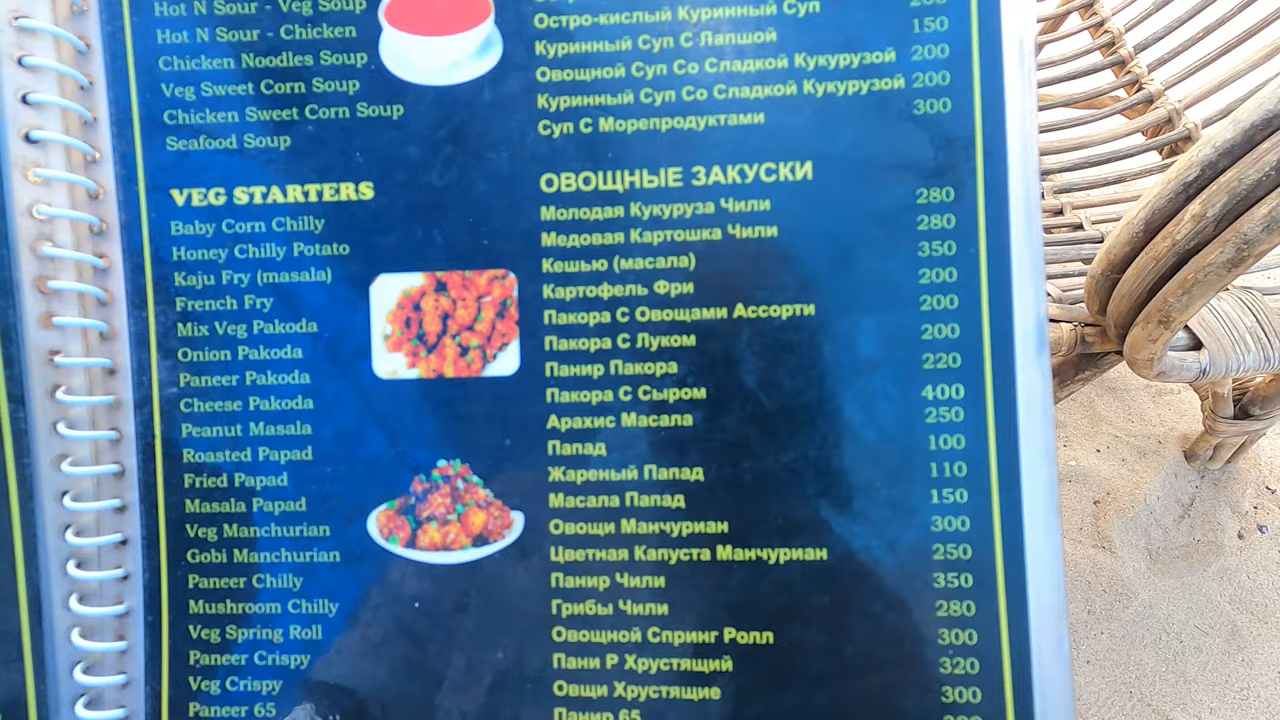 Hot N Sour - Veg Soup
Hot N Sour - Chicken
Chicken Noodles Soup
Veg Sweet Corn Soup
Chicken Sweet Corn Soup
Seafood Soup
Остро-кислый Куринный Суп
Куринный Суп С Лапшой 150
Овощной Суп Со Сладкой Кукурузой 200
Куринный Суп Со Сладкой Кукурузой 200
Суп С Морепродуктами 300
VEG STARTERS
Baby Corn Chilly
Honey Chilly Potato
Kaju Fry (masala)
French Fry
Mix Veg Pakoda
Onion Pakoda
Paneer Pakoda
Cheese Pakoda
Peanut Masala
Roasted Papad
Fried Papad
Masala Papad
Veg Manchurian
Gobi Manchurian
Paneer Chilly
Mushroom Chilly
Veg Spring Roll
Paneer Crispy
Veg Crispy
Paneer 65
ОВОЩНЫЕ ЗАКУСКИ
Молодая Кукуруза Чили 280
Медовая Картошка Чили 280
Кешью (масала) 350
Картофель Фри 200
Пакора С Овощами Ассорти 200
Пакора С Луком 200
Панир Пакора 220
Пакора С Сыром 400
Арахис Масала 250
Папад 100
Жареный Папад 110
Масала Папад 150
Овощи Манчуриан 300
Цветная Капуста Манчуриан 250
Панир Чили 350
Грибы Чили 280
Овощной Спринг Ролл 300
Пани Р Хрустящий 320
Овщи Хрустящие 300
Панир 65